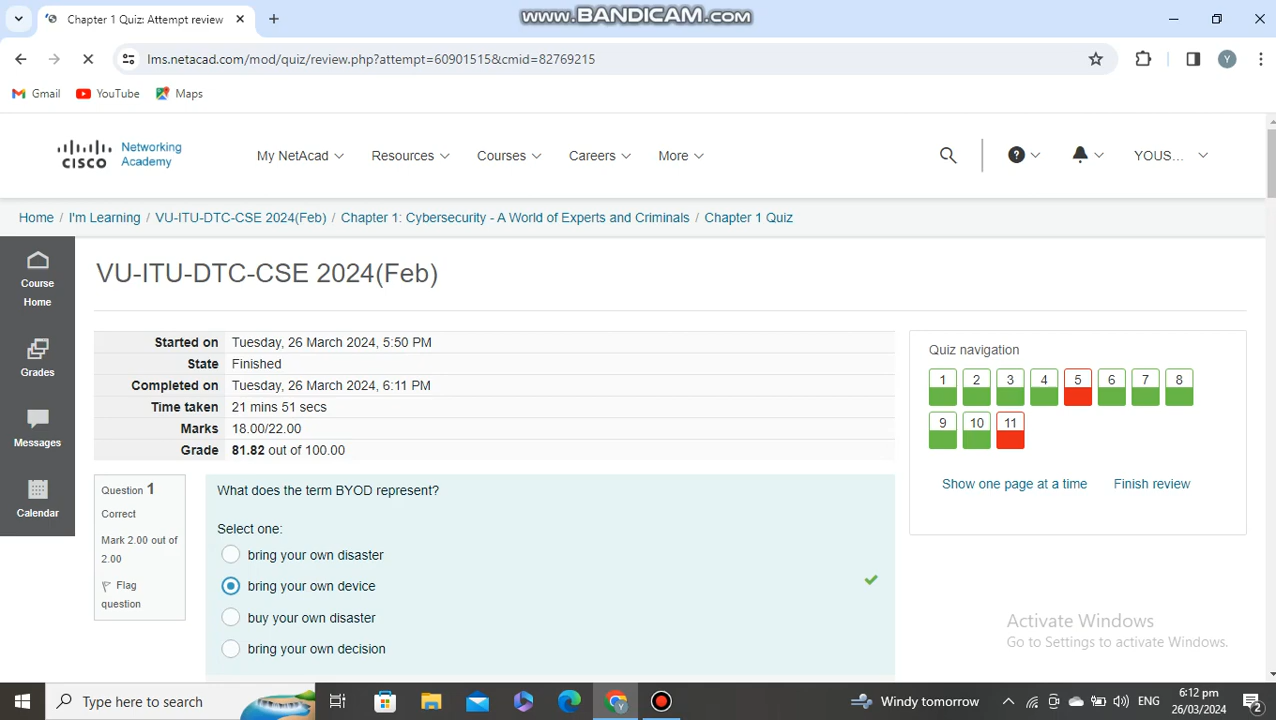 www.BANDICAM.com
Chapter 1 Quiz: Attempt review
lms.netacad.com/mod/quiz/review.php?attempt=60901515&cmid=82769215
Y
Gmail YouTube Maps
CISCO Networking Academy
My NetAcad Resources Courses Careers More YOUS...
Home / I'm Learning / VU-ITU-DTC-CSE 2024(Feb) / Chapter 1: Cybersecurity - A World of Experts and Criminals / Chapter 1 Quiz
Course
Home
Grades
Messages
Calendar
VU-ITU-DTC-CSE 2024(Feb)
Started on Tuesday, 26 March 2024, 5:50 PM
State Finished
Completed on Tuesday, 26 March 2024, 6:11 PM
Time taken 21 mins 51 secs
Marks 18.00/22.00
Grade 81.82 out of 100.00
Quiz navigation
1 2 3 4 5 6 7 8
9 10 11
Show one page at a time Finish review
Question 1
Correct
Mark 2.00 out of
2.00
Flag
question
What does the term BYOD represent?
Select one:
bring your own disaster
bring your own device
buy your own disaster
bring your own decision
Activate Windows
Go to Settings to activate Windows.
Type here to search
Y
Windy tomorrow
ENG
6:12 pm
26/03/2024
2